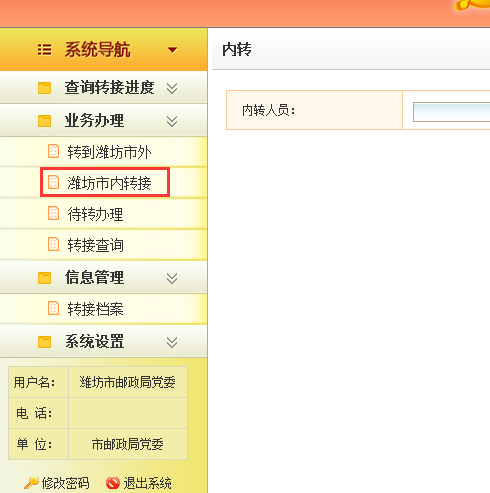 系统导航
查询转接进度
业务办理
转到潍坊市外
潍坊市内转接
待转办理
转接查询
信息管理
转接档案
系统设置
用户名： 潍坊市邮政局党委
电 话：
单 位： 市邮政局党委
修改密码 退出系统
内转
内转人员：